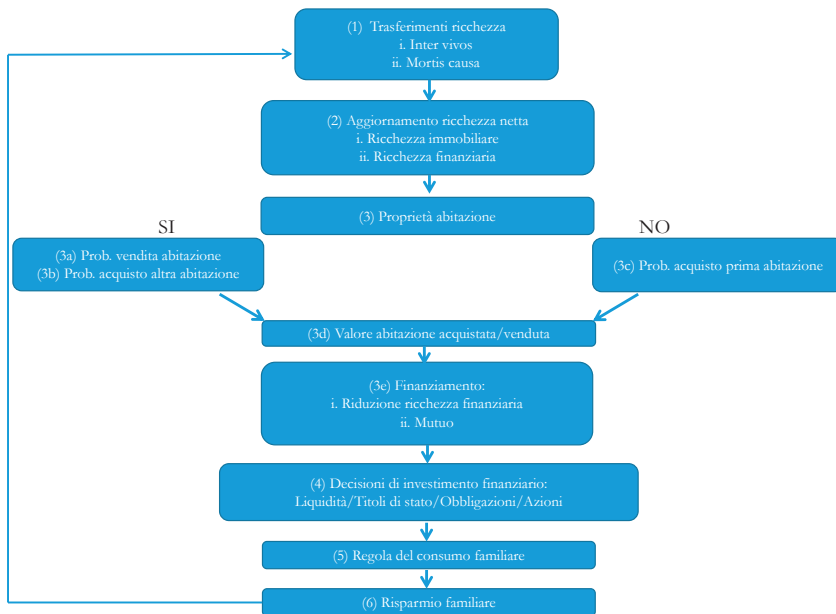 (1) Trasferimenti ricchezza
i. Inter vivos
ii. Mortis causa
(2) Aggiornamento ricchezza netta
i. Ricchezza immobiliare
ii. Ricchezza finanziaria
(3) Proprietà abitazione
SI
NO
(3a) Prob. vendita abitazione
(3b) Prob. acquisto altra abitazione
(3c) Prob. acquisto prima abitazione
(3d) Valore abitazione acquistata/venduta
(3e) Finanziamento:
i. Riduzione ricchezza finanziaria
ii. Mutuo
(4) Decisioni di investimento finanziario:
Liquidità/Titoli di stato/Obbligazioni/Azioni
(5) Regola del consumo familiare
(6) Risparmio familiare